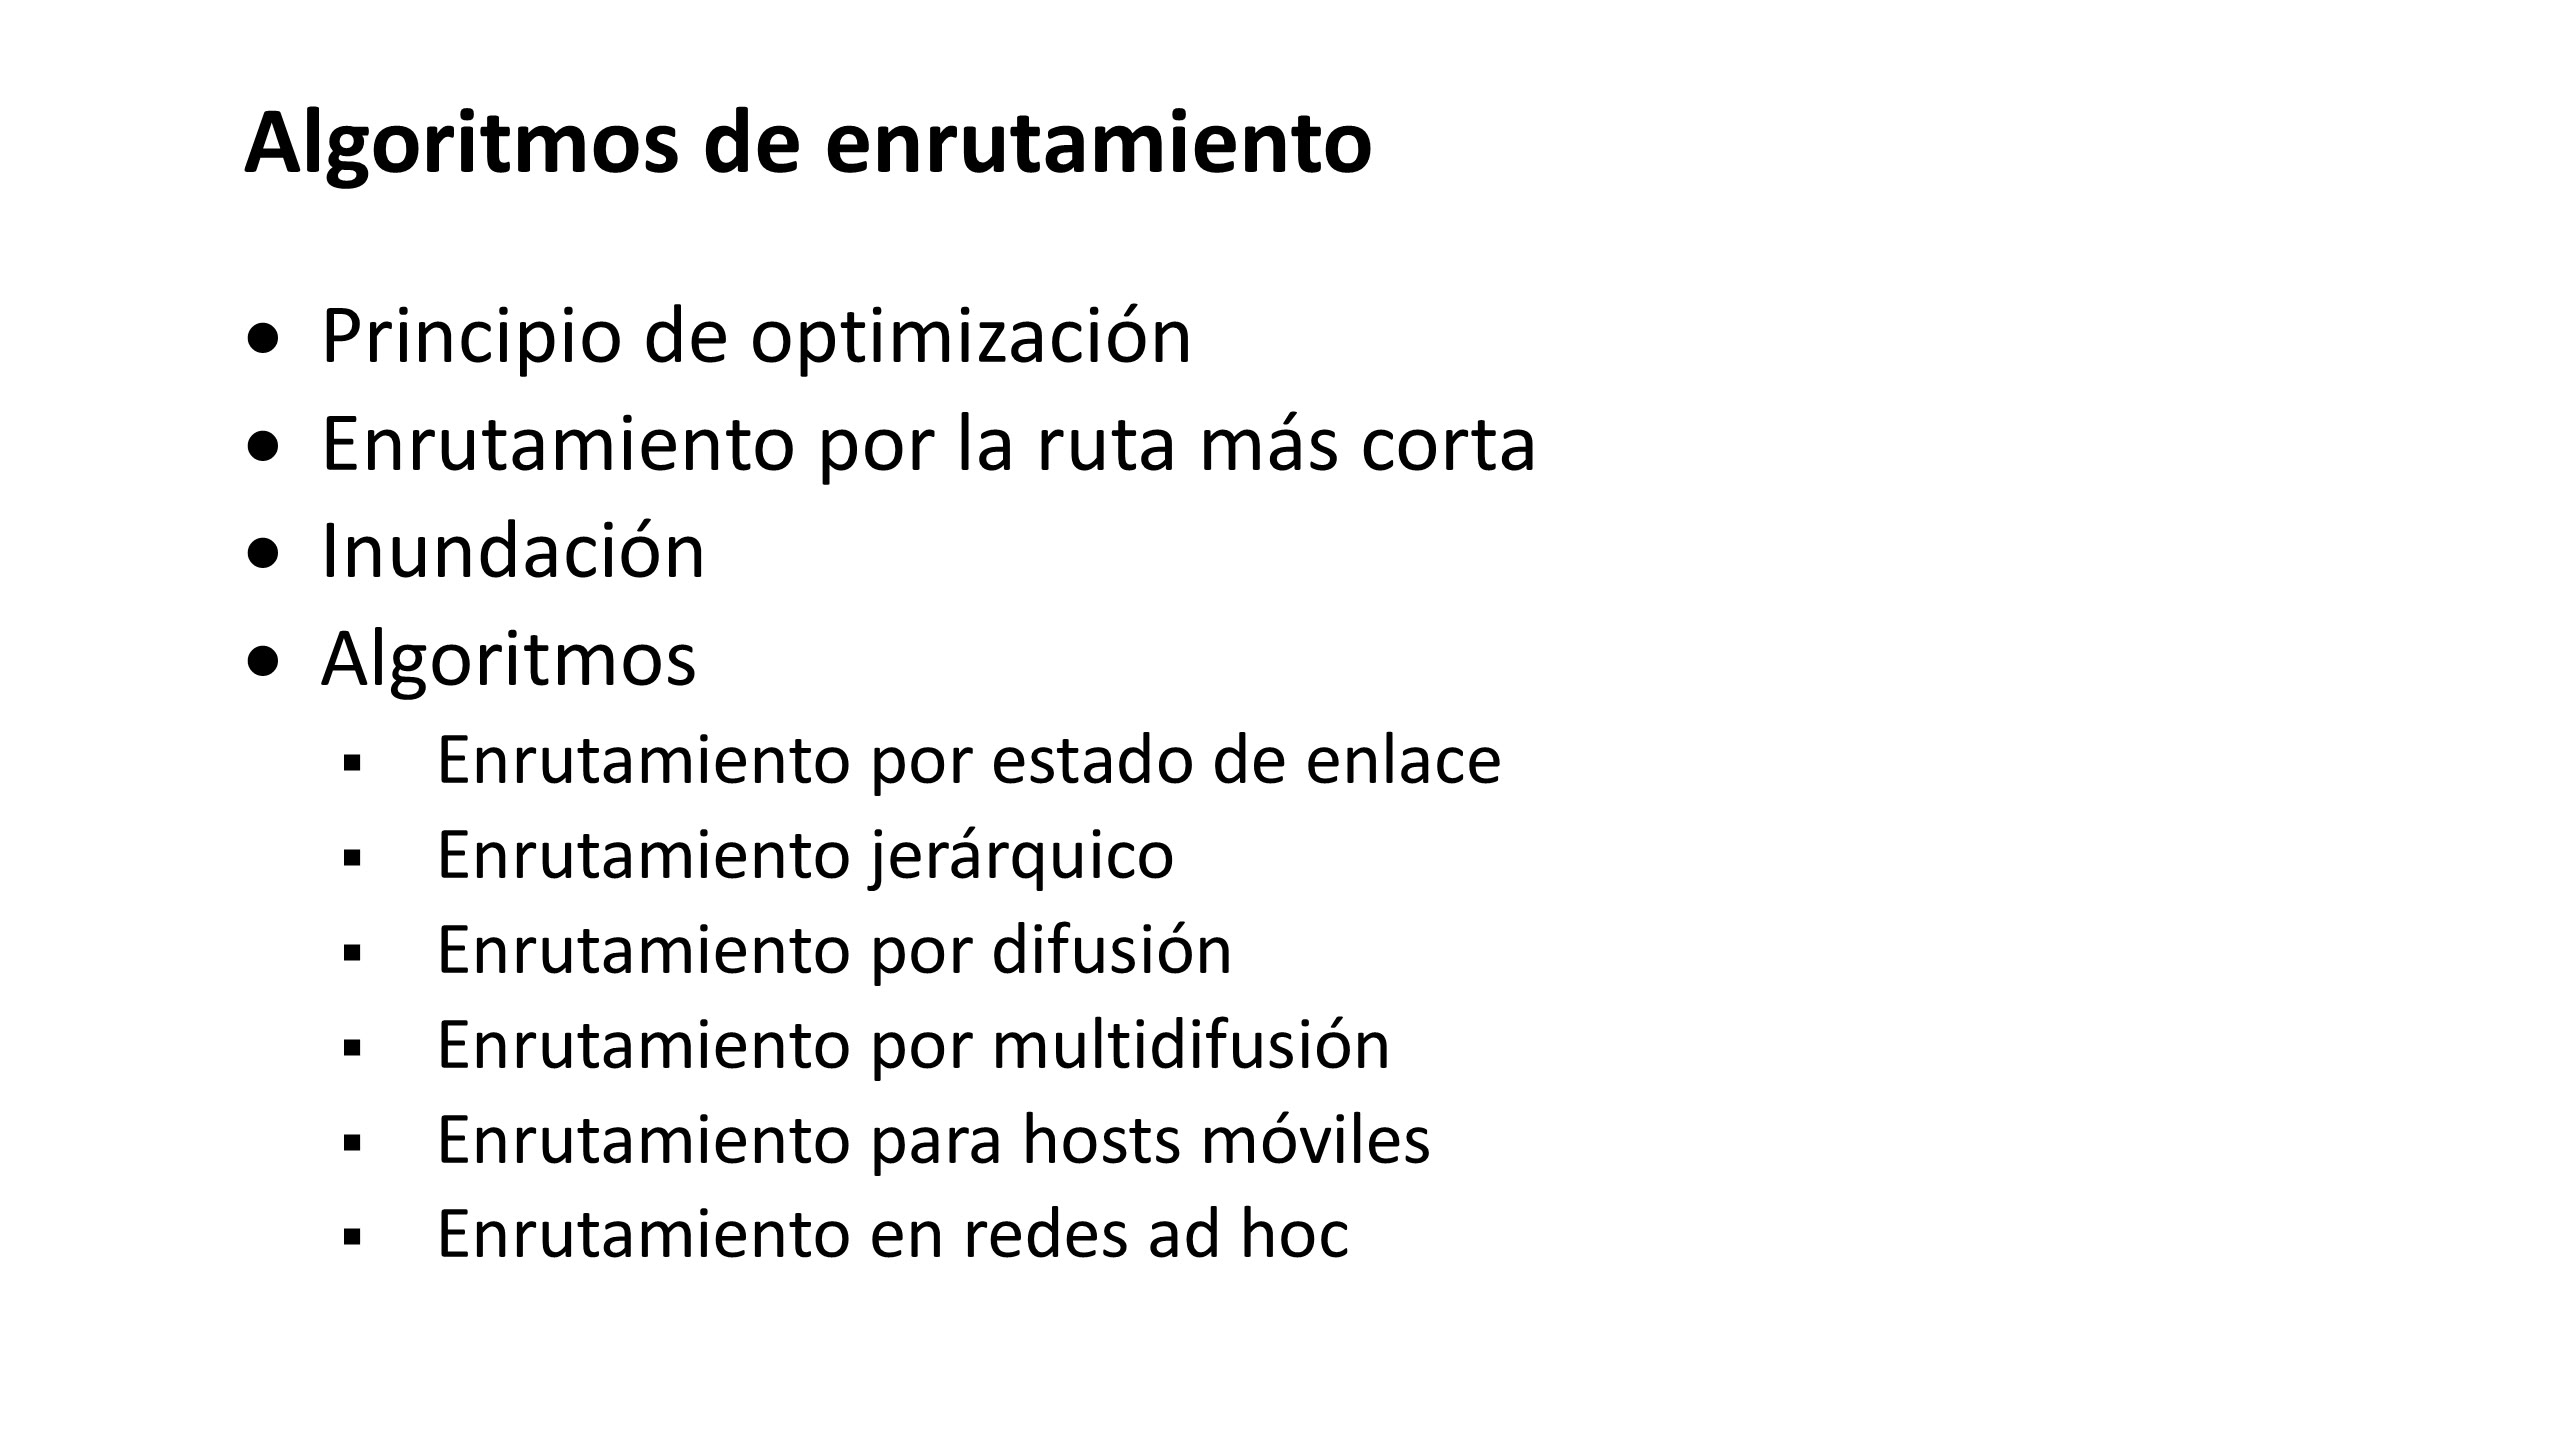 Algoritmos de enrutamiento
• Principio de optimización
• Enrutamiento por la ruta más corta
• Inundación
• Algoritmos
▪ Enrutamiento por estado de enlace
▪ Enrutamiento jerárquico
▪ Enrutamiento por difusión
▪ Enrutamiento por multidifusión
▪ Enrutamiento para hosts móviles
▪ Enrutamiento en redes ad hoc